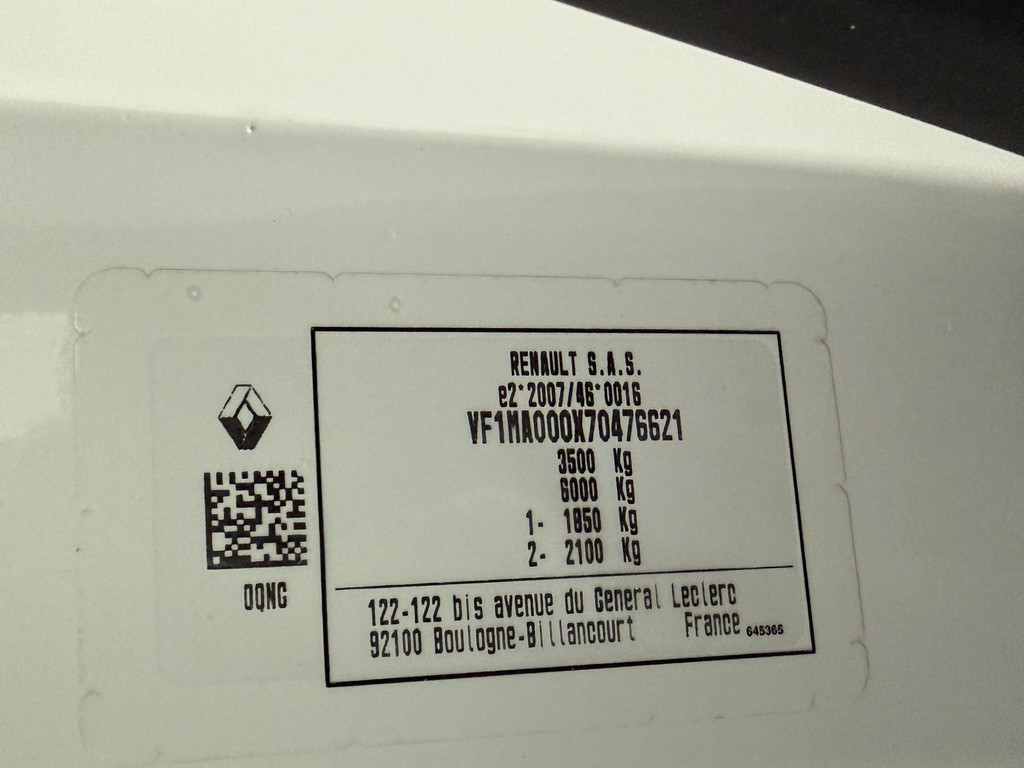 RENAULT S.A.S.
e2*2007/46*0016
VF1MA000X70476621
3500 Kg
6000 Kg
1- 1850 Kg
2- 2100 Kg
OQNG
122-122 bis avenue du General Leclerc
92100 Boulogne-Billancourt France 645365